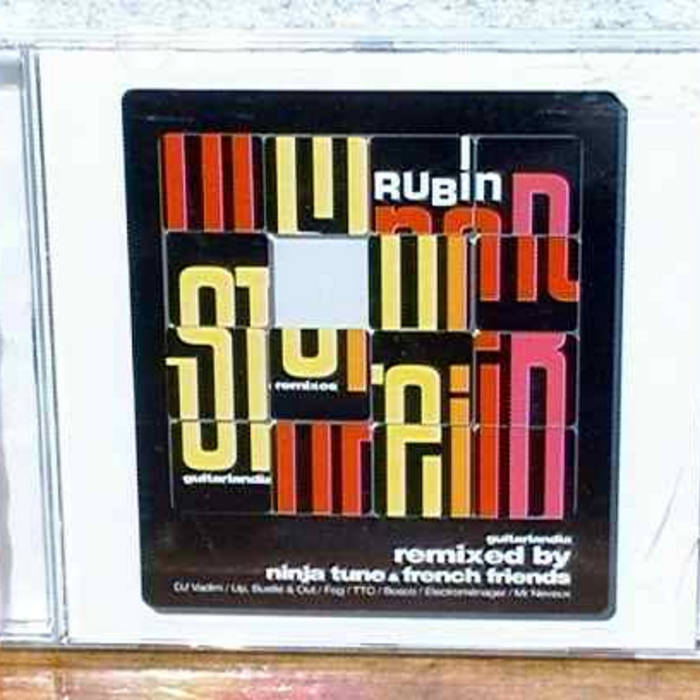 RUBin
remixes
guitarlandia
guitarlandia
remixed by
ninja tune & french friends
DJ Vadim / Up, Bustle & Out / Fog / TTC / Bosco / Electroménager / Mr Neveux